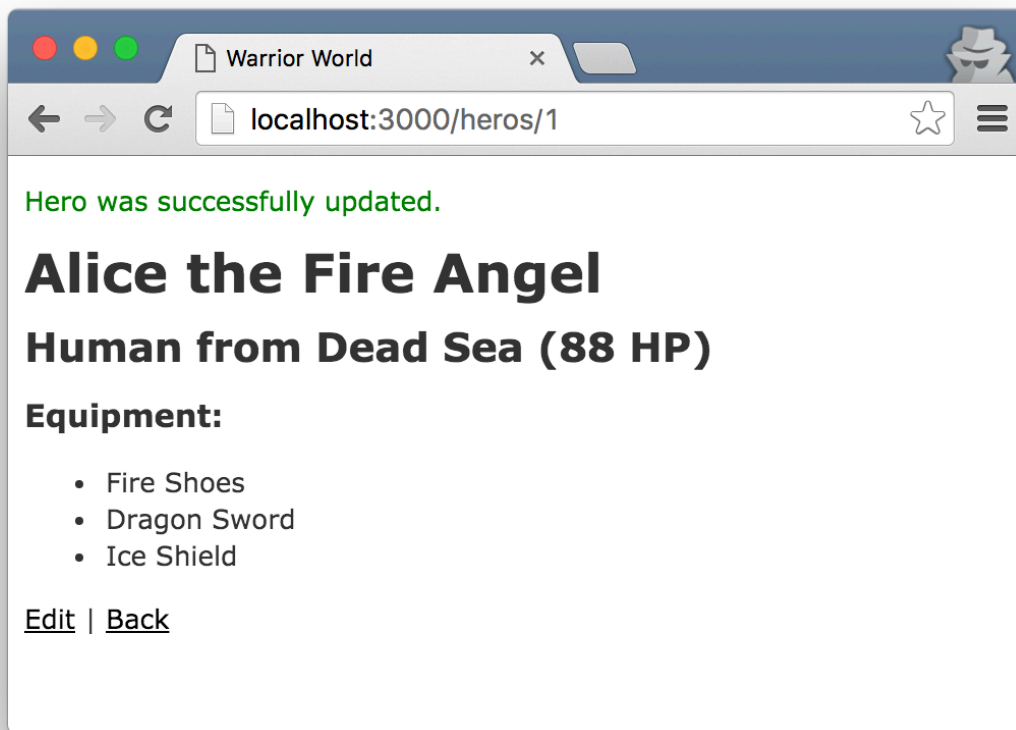 Warrior World
localhost:3000/heros/1
Hero was successfully updated.
Alice the Fire Angel
Human from Dead Sea (88 HP)
Equipment:
• Fire Shoes
• Dragon Sword
• Ice Shield
Edit | Back